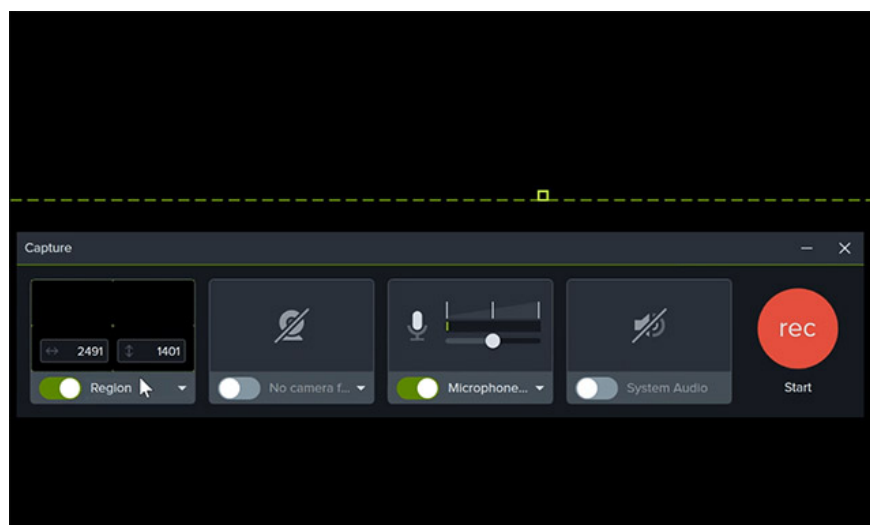 Capture
2491 1401
rec
Region No camera f... Microphone... System Audio Start